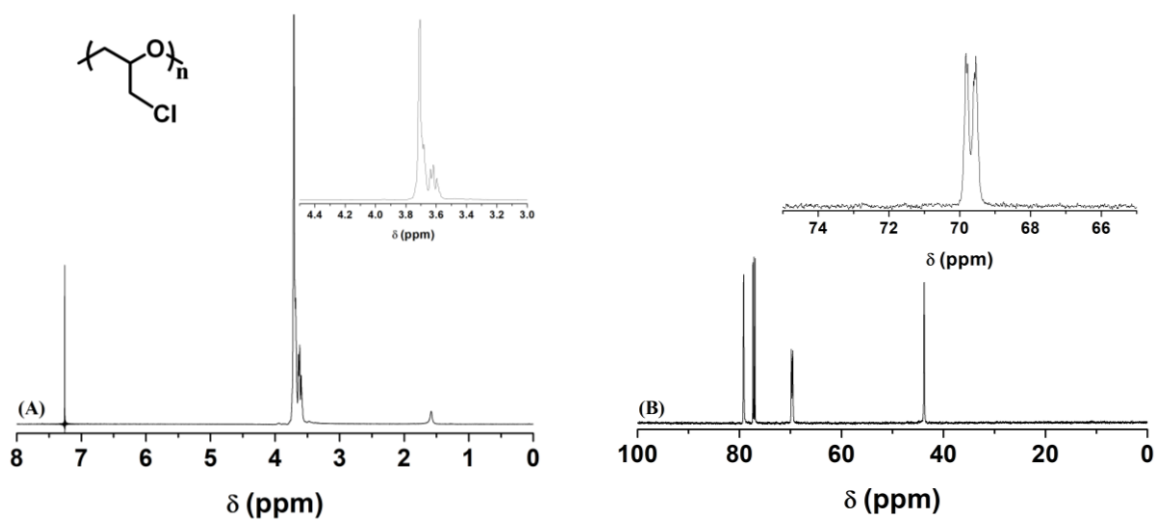 O
n
Cl
4.4 4.2 4.0 3.8 3.6 3.4 3.2 3.0
δ (ppm)
(A)
8 7 6 5 4 3 2 1 0
δ (ppm)
74 72 70 68 66
δ (ppm)
(B)
100 80 60 40 20 0
δ (ppm)